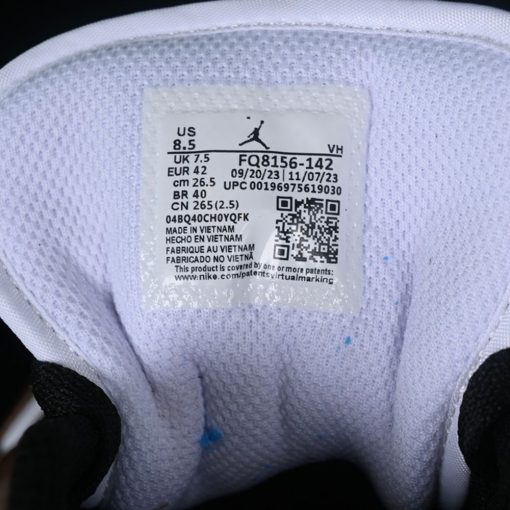 US
8.5 VH
UK 7.5 FQ8156-142
EUR 42 09/20/23 | 11/07/23
cm 26.5 UPC 00196975619030
BR 40
CN 265(2.5)
04BQ40CH0YQFK
MADE IN VIETNAM
HECHO EN VIETNAM
FABRIQUE AU VIETNAM
FABRICADO NO VIETNÃ
This product is covered by one or more patents:
www.nike.com/patentsvirtualmarking